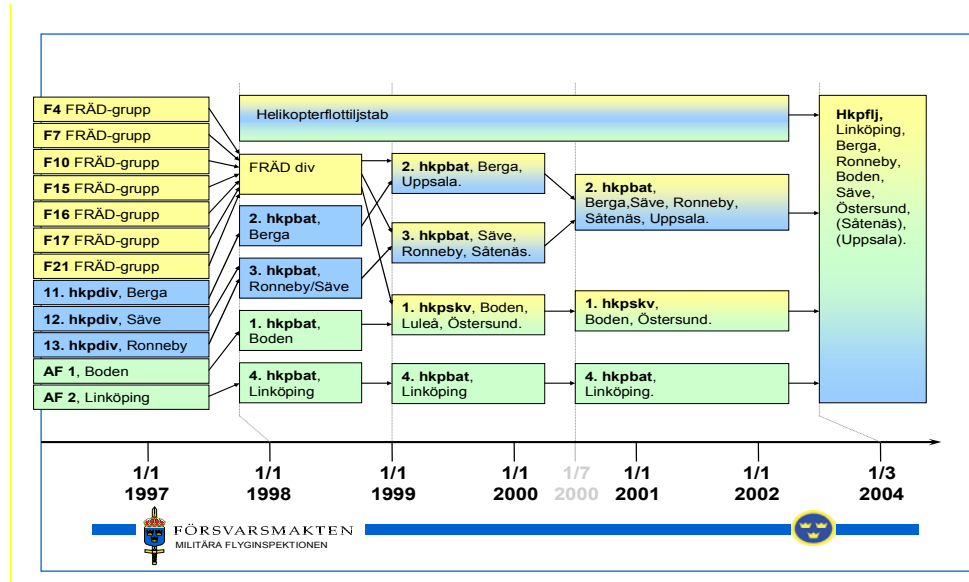 F4 FRÄD-grupp
F7 FRÄD-grupp
F10 FRÄD-grupp
F15 FRÄD-grupp
F16 FRÄD-grupp
F17 FRÄD-grupp
F21 FRÄD-grupp
11. hkpdiv, Berga
12. hkpdiv, Säve
13. hkpdiv, Ronneby
AF 1, Boden
AF 2, Linköping
Helikopterflottiljstab
FRÄD div
2. hkpbat,
Berga
3. hkpbat,
Ronneby/Säve
1. hkpbat,
Boden
4. hkpbat,
Linköping
2. hkpbat, Berga,
Uppsala.
3. hkpbat, Säve,
Ronneby, Såtenäs.
1. hkpskv, Boden,
Luleå, Östersund.
4. hkpbat,
Linköping
2. hkpbat,
Berga,Säve, Ronneby,
Såtenäs, Uppsala.
1. hkpskv,
Boden, Östersund.
4. hkpbat,
Linköping.
Hkpflj,
Linköping,
Berga,
Ronneby,
Boden,
Säve,
Östersund,
(Såtenäs),
(Uppsala).
1/1
1997
1/1
1998
1/1
1999
1/1
2000
1/7
2000
1/1
2001
1/1
2002
1/3
2004
FÖRSVARSMAKTEN
MILITÄRA FLYGINSPEKTIONEN